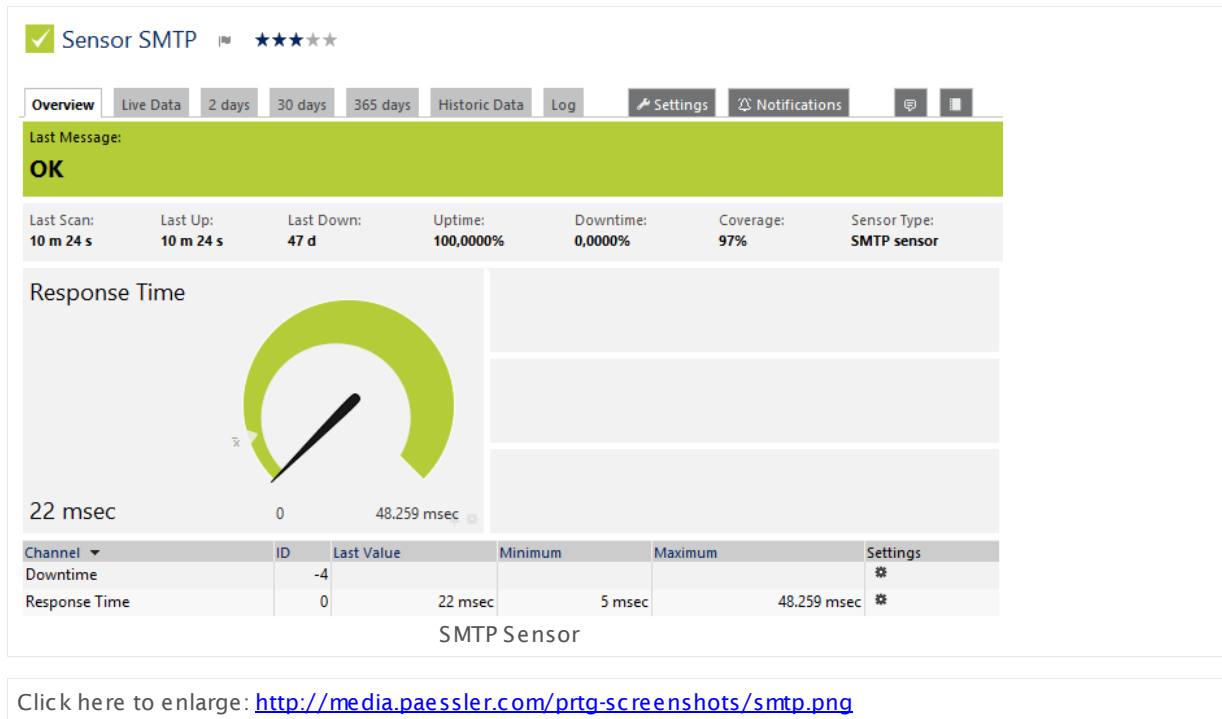 Sensor SMTP
Overview Live Data 2 days 30 days 365 days Historic Data Log Settings Notifications
Last Message:
OK
Last Scan: Last Up: Last Down: Uptime: Downtime: Coverage: Sensor Type:
10 m 24 s 10 m 24 s 47 d 100,0000% 0,0000% 97% SMTP sensor
Response Time
x
22 msec 0 48.259 msec
Channel ID Last Value Minimum Maximum Settings
Downtime -4
Response Time 0 22 msec 5 msec 48.259 msec
SMTP Sensor
Click here to enlarge: http://media.paessler.com/prtg-screenshots/smtp.png